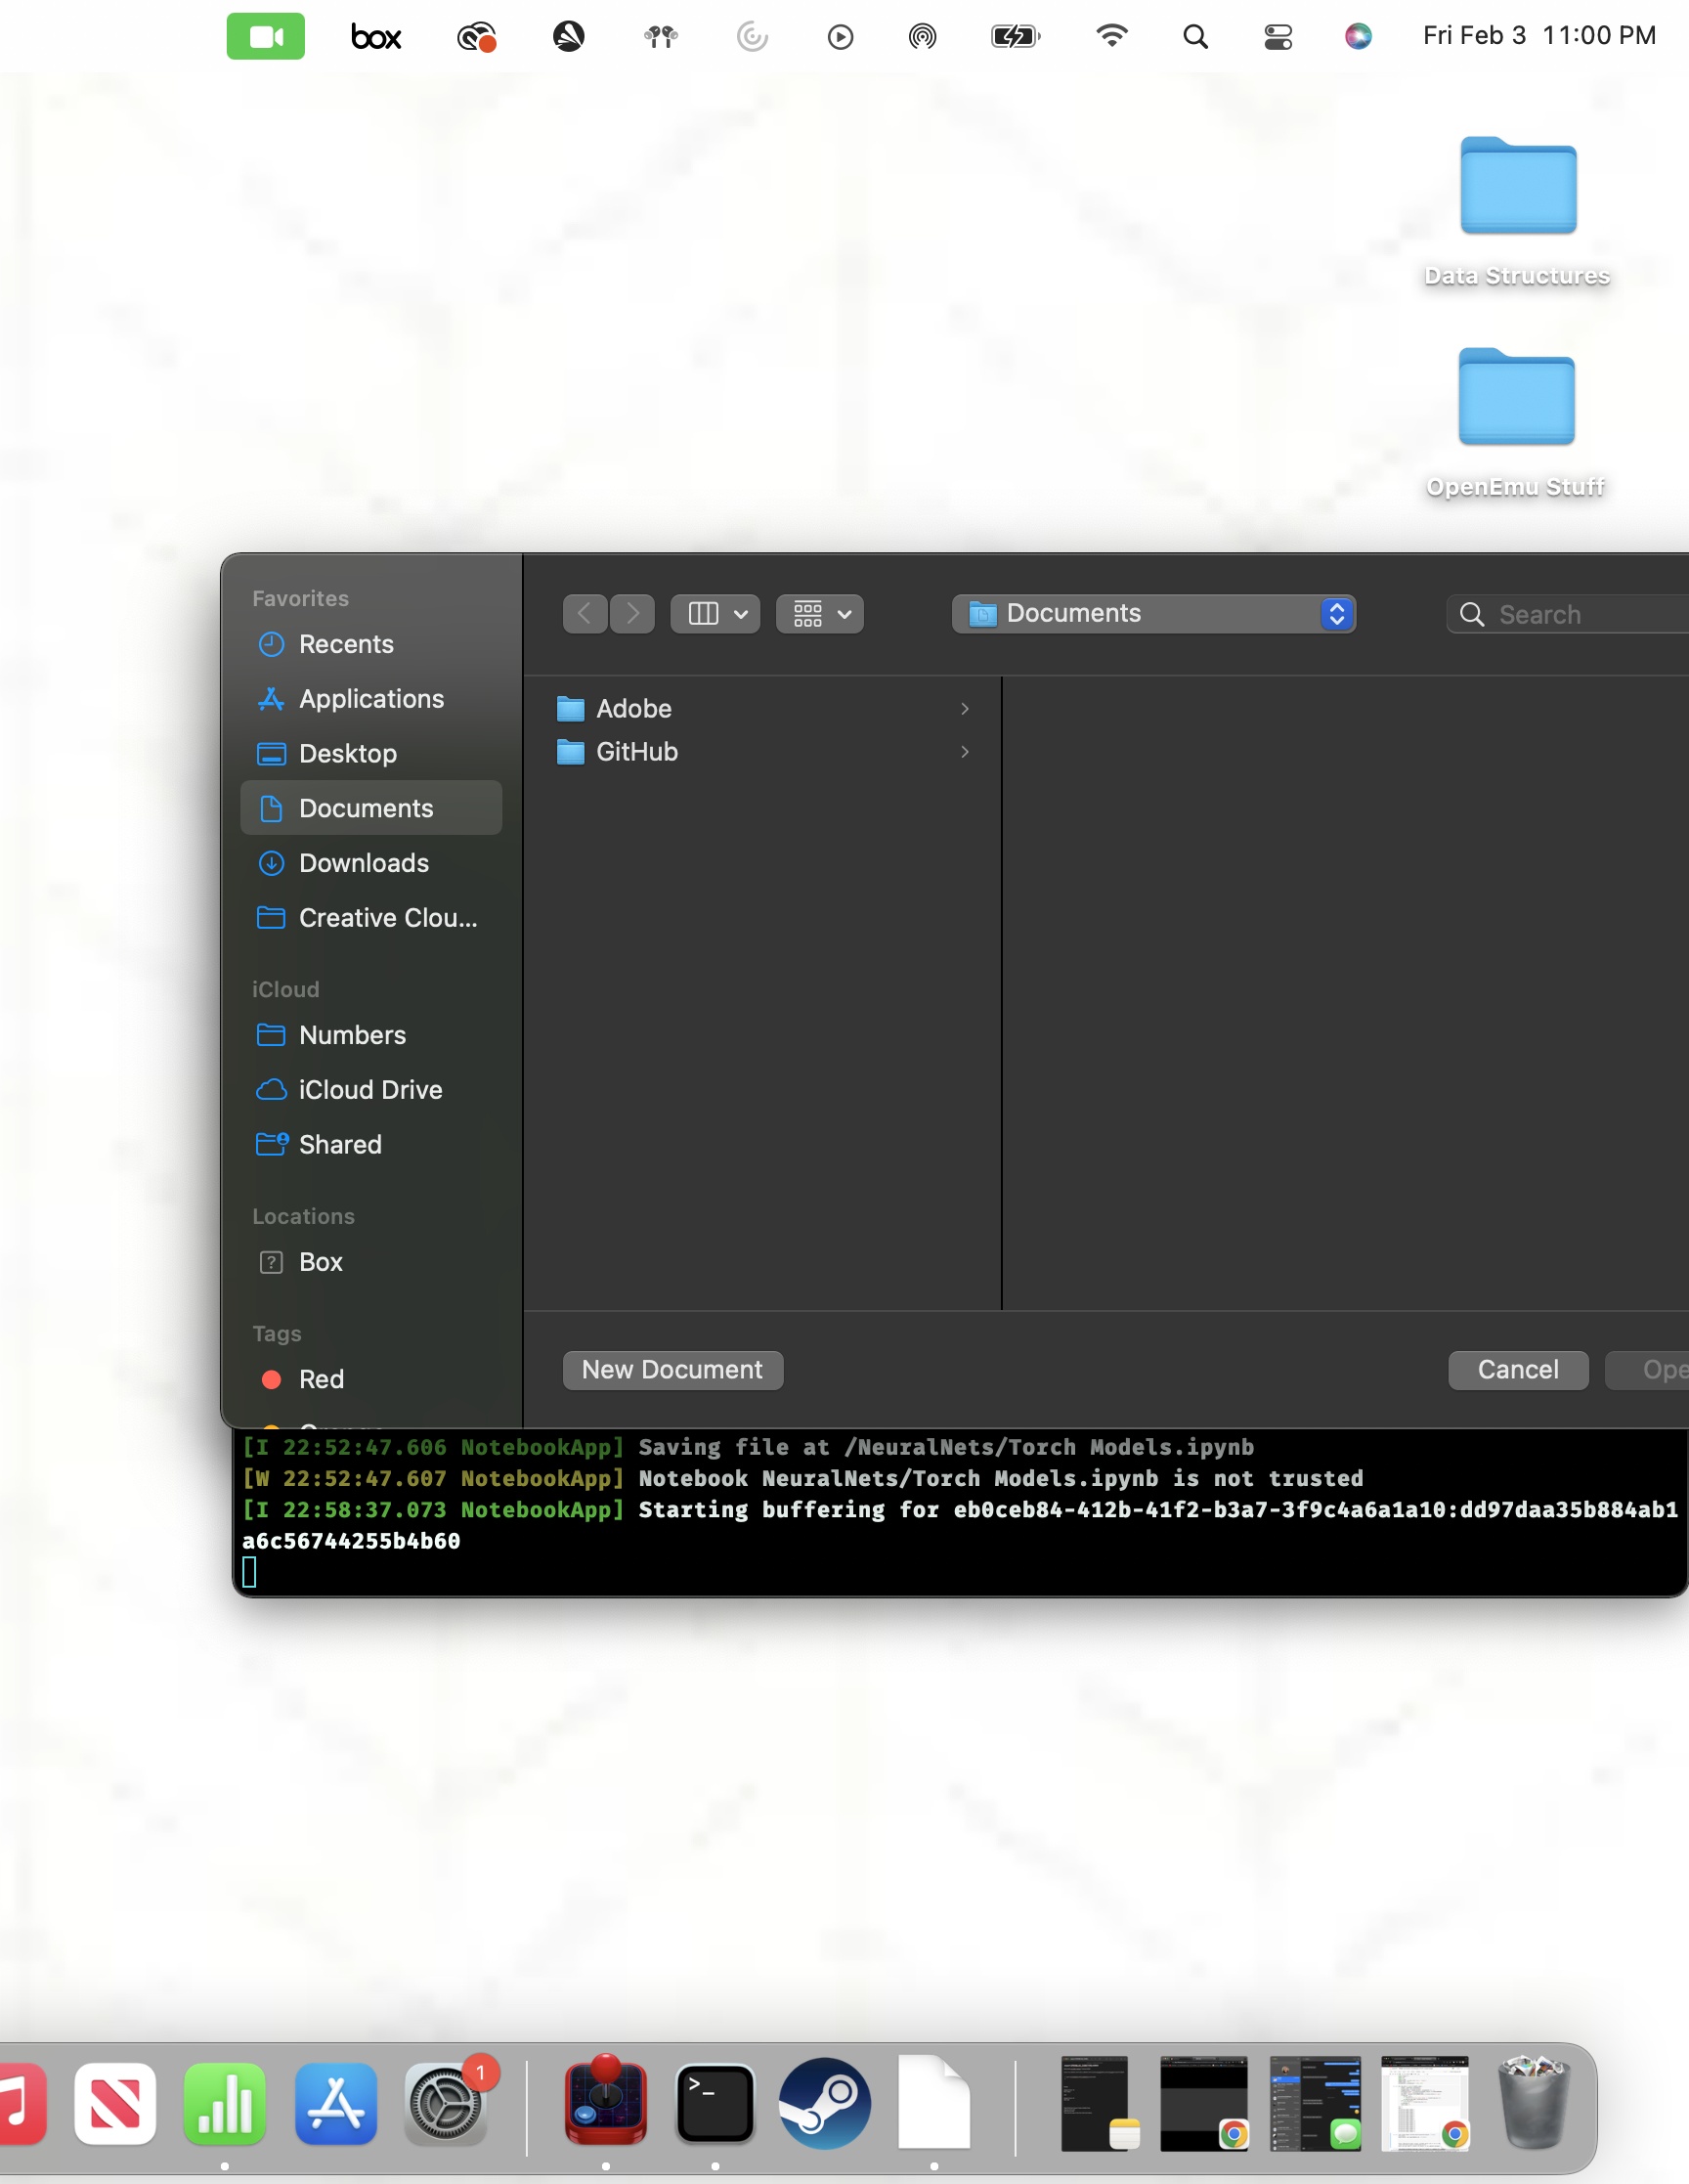 box
Fri Feb 3 11:00 PM
Data Structures
OpenEmu Stuff
Favorites
Recents
Applications
Desktop
Documents
Downloads
Creative Clou...
iCloud
Numbers
iCloud Drive
Shared
Locations
Box
Tags
Red
Documents
Search
Adobe
GitHub
New Document
Cancel
Ope
[I 22:52:47.606 NotebookApp] Saving file at /NeuralNets/Torch Models.ipynb
[W 22:52:47.607 NotebookApp] Notebook NeuralNets/Torch Models.ipynb is not trusted
[I 22:58:37.073 NotebookApp] Starting buffering for eb0ceb84-412b-41f2-b3a7-3f9c4a6a1a10:dd97daa35b884ab1
a6c56744255b4b60
1
>_